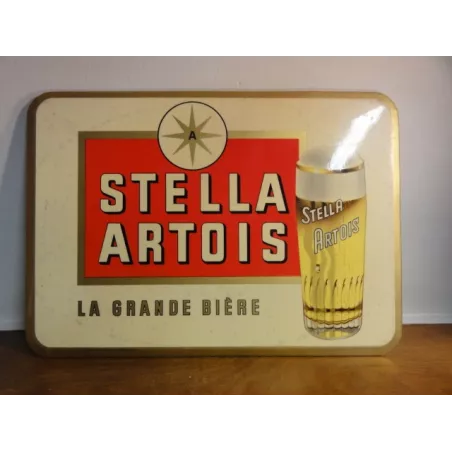 A
STELLA
ARTOIS
LA GRANDE BIÈRE
STELLA
ARTOIS